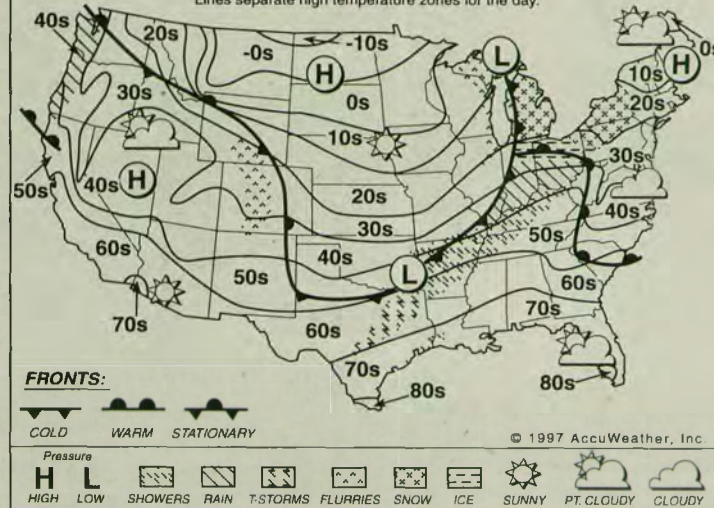 Lines separate high temperature zones for the day.
40s
20s
-0s
-10s
0s
H
L
H
10s
30s
0s
20s
10s
30s
50s
40s
H
20s
40s
60s
30s
50s
50s
40s
L
60s
70s
60s
70s
70s
80s
80s
FRONTS:
COLD WARM STATIONARY
© 1997 AccuWeather, Inc.
Pressure
H L
HIGH LOW SHOWERS RAIN T-STORMS FLURRIES SNOW ICE SUNNY PT. CLOUDY CLOUDY